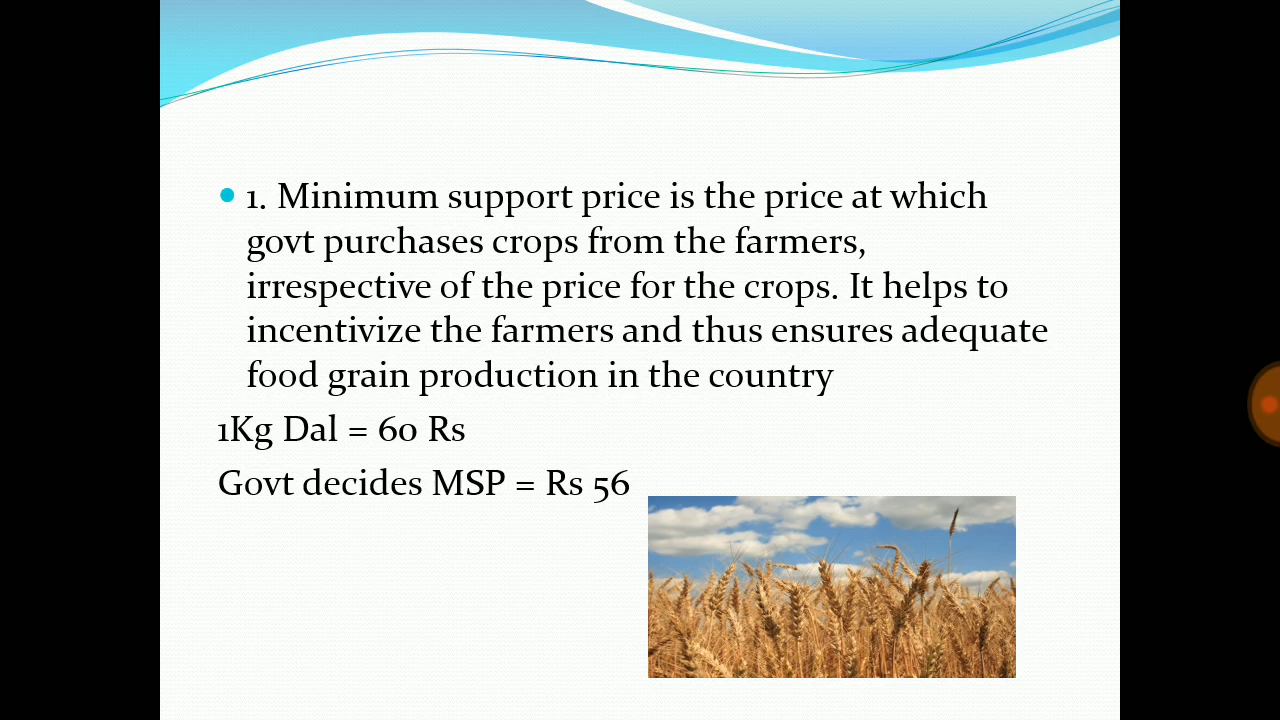 1. Minimum support price is the price at which
govt purchases crops from the farmers,
irrespective of the price for the crops. It helps to
incentivize the farmers and thus ensures adequate
food grain production in the country
1Kg Dal = 60 Rs
Govt decides MSP = Rs 56